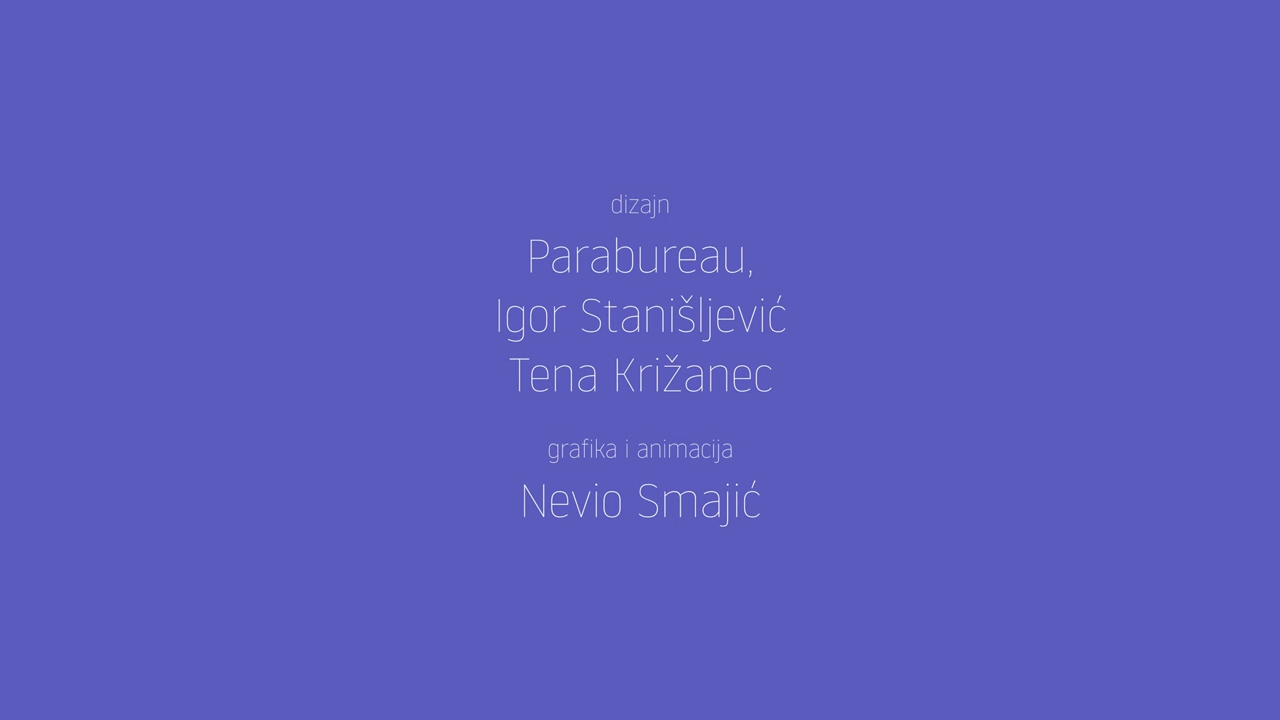 dizajn
Parabureau,
Igor Stanišljević
Tena Križanec
grafika i animacija
Nevio Smajić